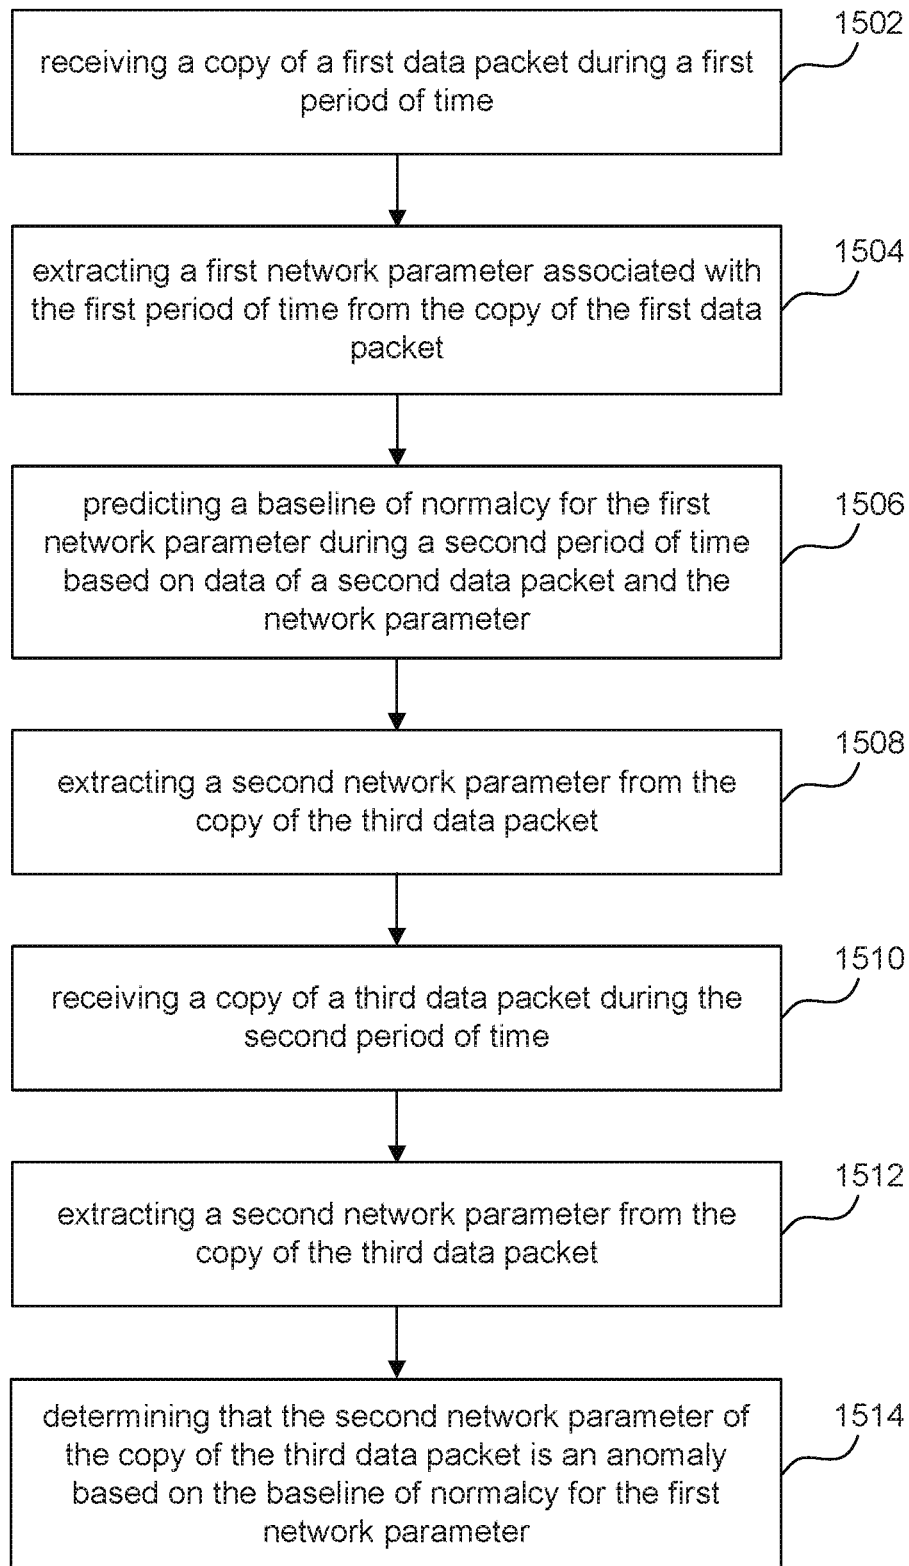 1502
receiving a copy of a first data packet during a first
period of time
1504
extracting a first network parameter associated with
the first period of time from the copy of the first data
packet
1506
predicting a baseline of normalcy for the first
network parameter during a second period of time
based on data of a second data packet and the
network parameter
1508
extracting a second network parameter from the
copy of the third data packet
1510
receiving a copy of a third data packet during the
second period of time
1512
extracting a second network parameter from the
copy of the third data packet
1514
determining that the second network parameter of
the copy of the third data packet is an anomaly
based on the baseline of normalcy for the first
network parameter